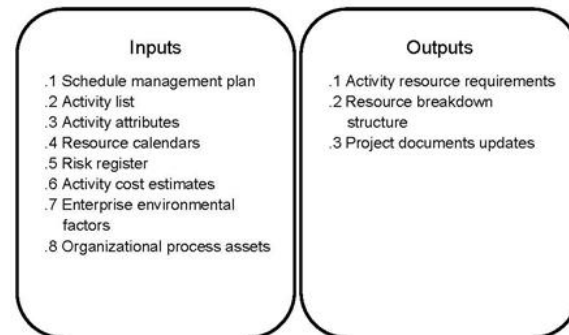 Inputs
.1 Schedule management plan
.2 Activity list
.3 Activity attributes
.4 Resource calendars
.5 Risk register
.6 Activity cost estimates
.7 Enterprise environmental
factors
.8 Organizational process assets
Outputs
.1 Activity resource requirements
.2 Resource breakdown
structure
.3 Project documents updates